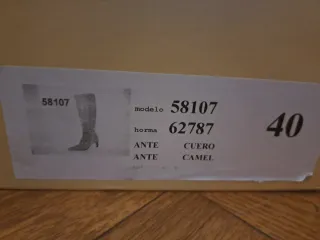 58107
modelo 58107
horma 62787
40
ANTE CUERO
ANTE CAMEL